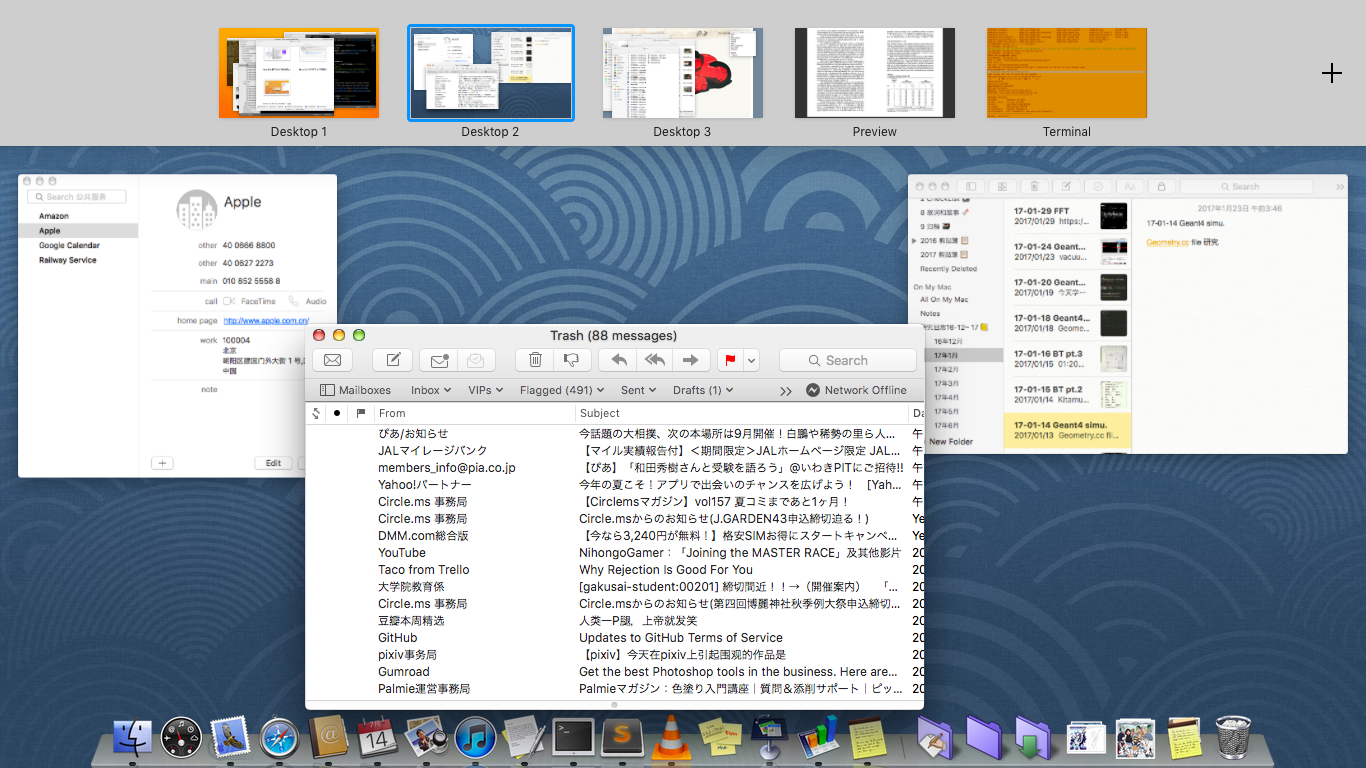 Desktop 1
Desktop 2
Desktop 3
Preview
Terminal
Search 公共服务
Amazon
Apple
Google Calendar
Railway Service
Apple
other 40 0666 8800
other 40 0627 2273
main 010 852 5558 8
call FaceTime Audio
home page http://www.apple.com.cn/
work 100004
北京
朝阳区建国门外大街 1 号,
中国
note
Edit
Search
2 CheckList
8 歌词和故事
9 归档
2016 剪贴簿
2017 剪贴簿
Recently Deleted
On My Mac
All On My Mac
Notes
16-12~ 17
16年12月
17年1月
17年2月
17年3月
17年4月
17年5月
17年6月
New Folder
17-01-29 FFT
2017/01/29 https:/...
17-01-24 Geant...
2017/01/23 vacuu...
17-01-20 Geant...
2017/01/19 今天学...
17-01-18 Geant4...
2017/01/18 Geome...
17-01-16 BT pt.3
2017/01/15 01:20...
17-01-15 BT pt.2
2017/01/14 Kitamu...
17-01-14 Geant4 simu.
2017/01/13 Geometry.cc fil...
2017年1月23日 午前3:46
17-01-14 Geant4 simu.
Geometry.cc file 研究
Trash (88 messages)
Search
Mailboxes Inbox VIPs Flagged (491) Sent Drafts (1) Network Offline
From Subject Da
ぴあ/お知らせ 今話題の大相撲、次の本場所は9月開催！白鵬や稀勢の里ら人... 午
JALマイレージバンク 【マイル実績報告付】＜期間限定＞JALホームページ限定 JAL... 午
members_info@pia.co.jp 【ぴあ】「和田秀樹さんと受験を語ろう」@いわきPITにご招待!! 午
Yahoo!パートナー 今年の夏こそ！アプリで出会いのチャンスを広げよう！ [Yah... 午
Circle.ms 事務局 【Circlemsマガジン】vol157 夏コミまであと1ヶ月！ 午
Circle.ms 事務局 Circle.msからのお知らせ(J.GARDEN43申込締切迫る！) Ye
DMM.com総合版 【今なら3,240円が無料！】格安SIMお得にスタートキャンペ... Ye
YouTube NihongoGamer：「Joining the MASTER RACE」及其他影片 20
Taco from Trello Why Rejection Is Good For You 20
大学院教育係 [gakusai-student:00201] 締切間近！！→（開催案内） 「... 20
Circle.ms 事務局 Circle.msからのお知らせ(第四回博麗神社秋季例大祭申込締切... 20
豆瓣本周精选 人类一P腿，上帝就发笑 20
GitHub Updates to GitHub Terms of Service 20
pixiv事务局 【pixiv】今天在pixiv上引起围观的作品是 20
Gumroad Get the best Photoshop tools in the business. Here are... 20
Palmie運営事務局 Palmieマガジン：色塗り入門講座｜質問＆添削サポート｜ピッ... 20
14